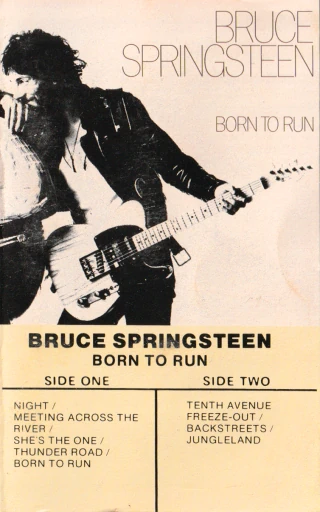 BRUCE
SPRINGSTEEN
BORN TO RUN
BRUCE SPRINGSTEEN
BORN TO RUN
SIDE ONE
NIGHT /
MEETING ACROSS THE
RIVER /
SHE'S THE ONE /
THUNDER ROAD /
BORN TO RUN
SIDE TWO
TENTH AVENUE
FREEZE-OUT /
BACKSTREETS /
JUNGLELAND